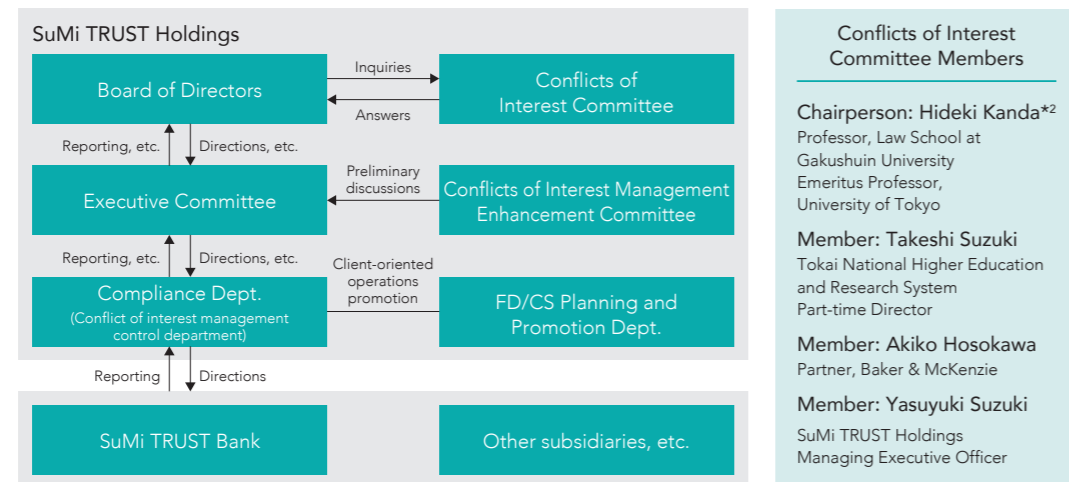 SuMi TRUST Holdings
Board of Directors
Inquiries
Answers
Conflicts of
Interest Committee
Reporting, etc.
Directions, etc.
Executive Committee
Preliminary
discussions
Conflicts of Interest Management
Enhancement Committee
Reporting, etc.
Directions, etc.
Compliance Dept.
(Conflict of interest management
control department)
Client-oriented
operations
promotion
FD/CS Planning and
Promotion Dept.
Reporting
Directions
SuMi TRUST Bank
Other subsidiaries, etc.
Conflicts of Interest
Committee Members
Chairperson: Hideki Kanda*2
Professor, Law School at
Gakushuin University
Emeritus Professor,
University of Tokyo
Member: Takeshi Suzuki
Tokai National Higher Education
and Research System
Part-time Director
Member: Akiko Hosokawa
Partner, Baker & McKenzie
Member: Yasuyuki Suzuki
SuMi TRUST Holdings
Managing Executive Officer